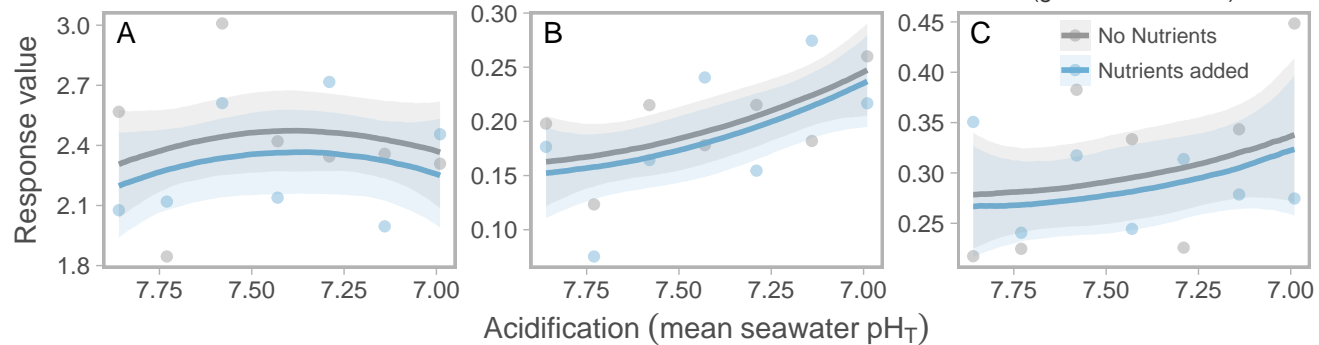 A
B
C
No Nutrients
Nutrients added
Response value
3.0
2.7
2.4
2.1
1.8
0.30
0.25
0.20
0.15
0.10
0.45
0.40
0.35
0.30
0.25
7.75 7.50 7.25 7.00
7.75 7.50 7.25 7.00
7.75 7.50 7.25 7.00
Acidification (mean seawater pH_T)